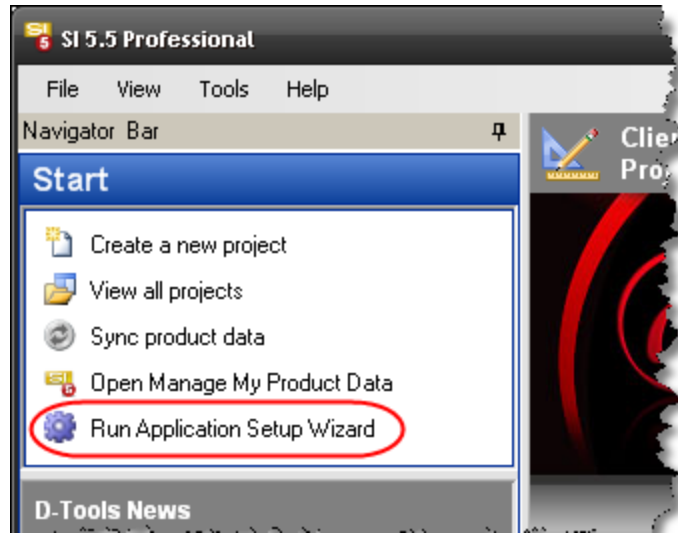 SI 5.5 Professional
File View Tools Help
Navigator Bar
Start
Create a new project
View all projects
Sync product data
Open Manage My Product Data
Run Application Setup Wizard
D-Tools News